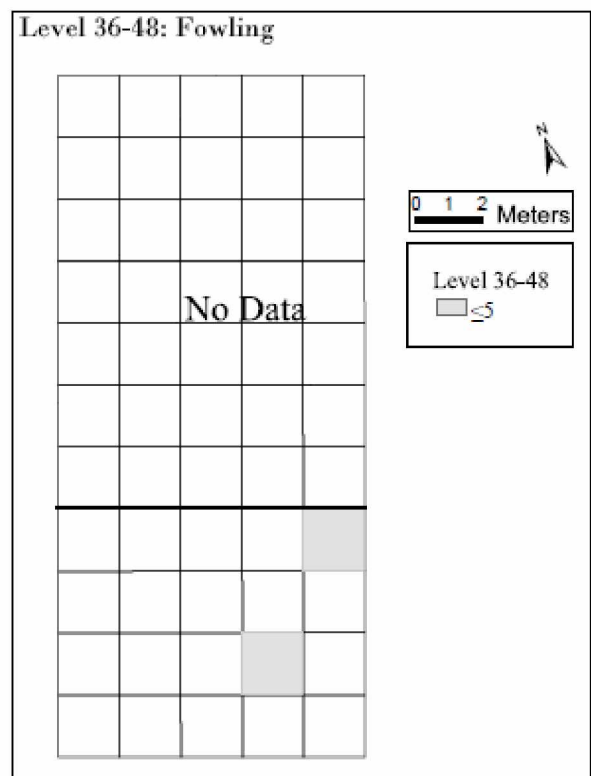 Level 36-48: Fowling
N
0 1 2 Meters
Level 36-48
≤5
No Data